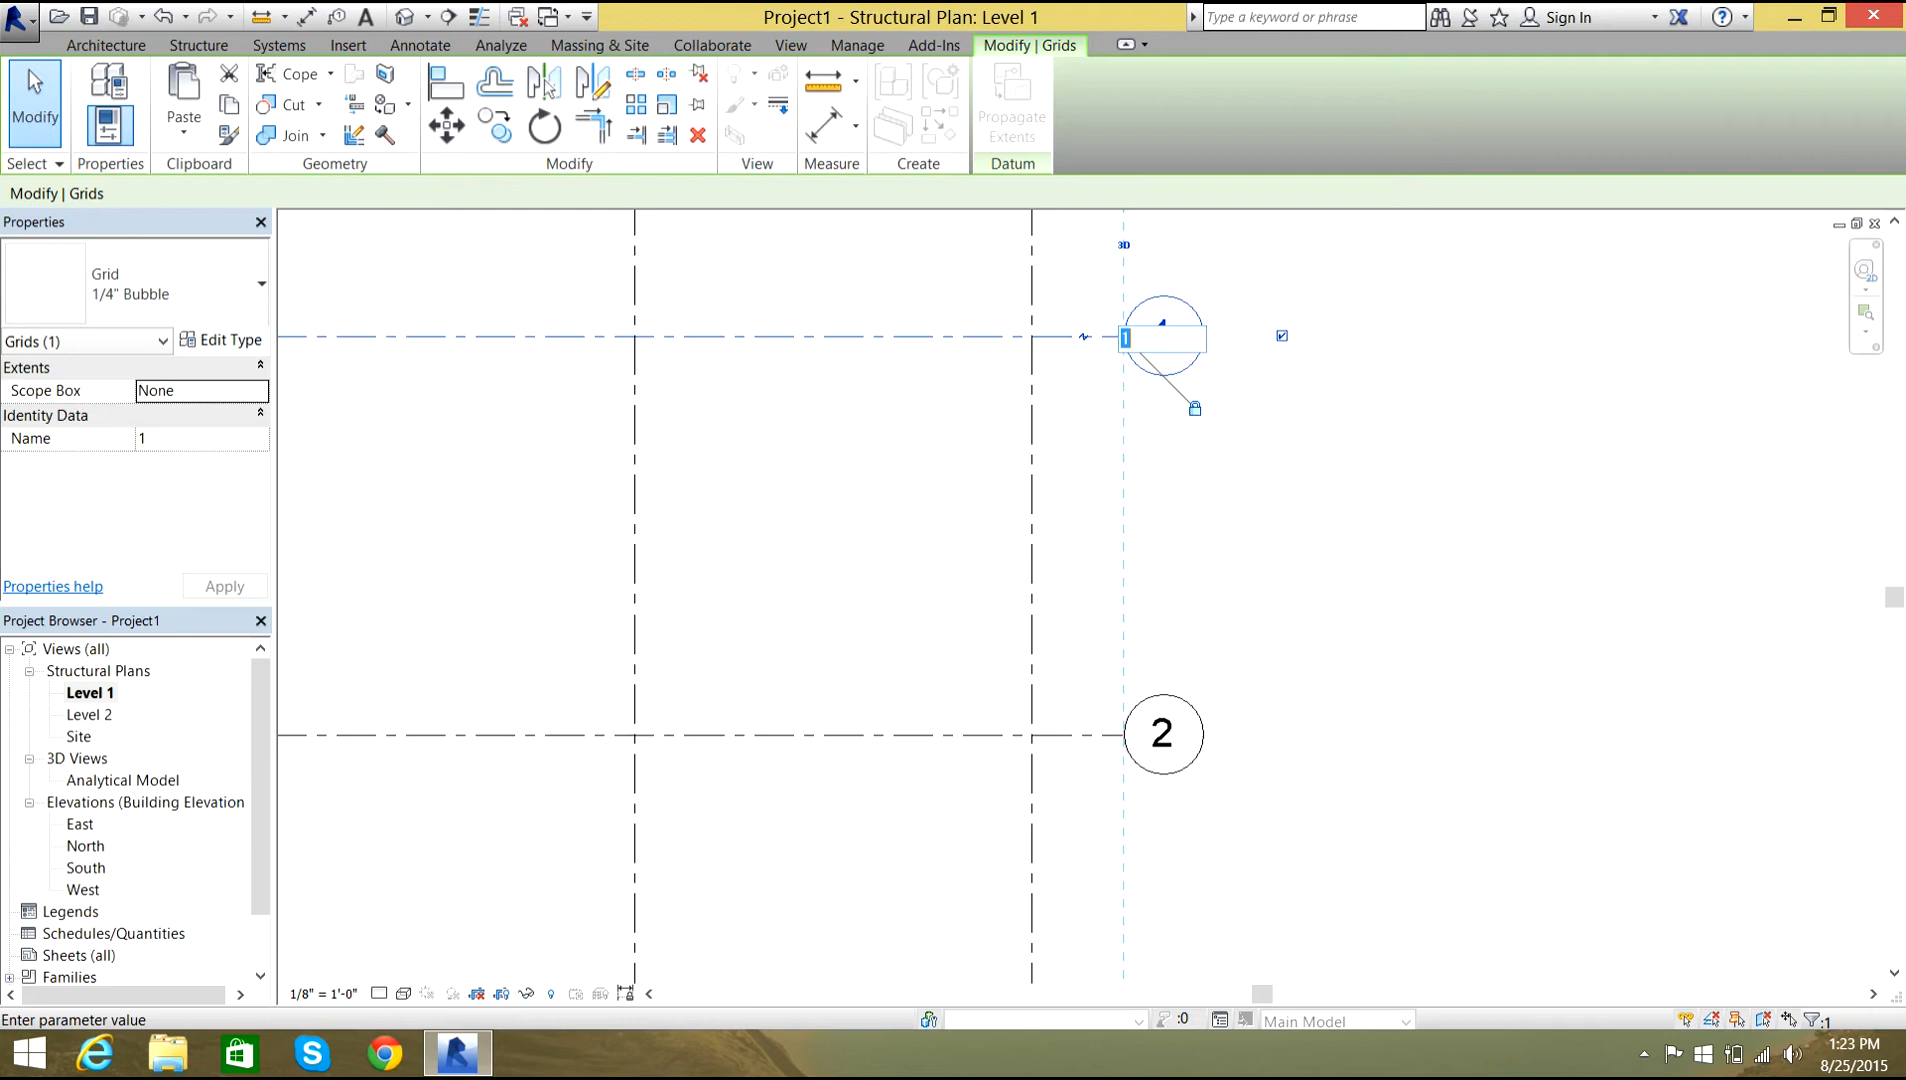 Project1 - Structural Plan: Level 1
Type a keyword or phrase
Sign In
Architecture
Structure
Systems
Insert
Annotate
Analyze
Massing & Site
Collaborate
View
Manage
Add-Ins
Modify | Grids
Modify
Paste
Cope
Cut
Join
Propagate
Extents
Select
Properties
Clipboard
Geometry
Modify
View
Measure
Create
Datum
Modify | Grids
Properties
Grid
1/4" Bubble
Grids (1)
Edit Type
Extents
Scope Box
None
Identity Data
Name
1
Properties help
Apply
Project Browser - Project1
Views (all)
Structural Plans
Level 1
Level 2
Site
3D Views
Analytical Model
Elevations (Building Elevation
East
North
South
West
Legends
Schedules/Quantities
Sheets (all)
Families
3D
1
2
2D
1/8" = 1'-0"
Enter parameter value
:0
Main Model
:1
1:23 PM
8/25/2015